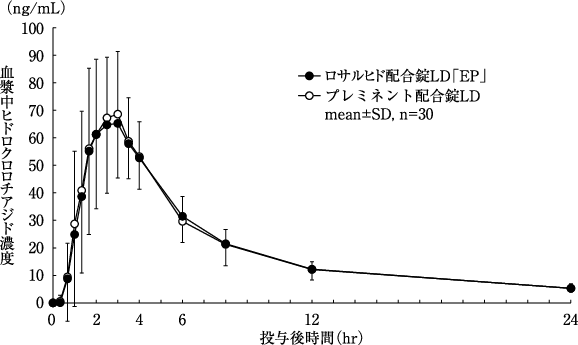 (ng/mL)
100
90
80
70
60
50
40
30
20
10
0
血漿中ヒドロクロロチアジド濃度
ロサルヒド配合錠LD「EP」
プレミネント配合錠LD
mean±SD, n=30
0 2 4 6 12 24
投与後時間(hr)